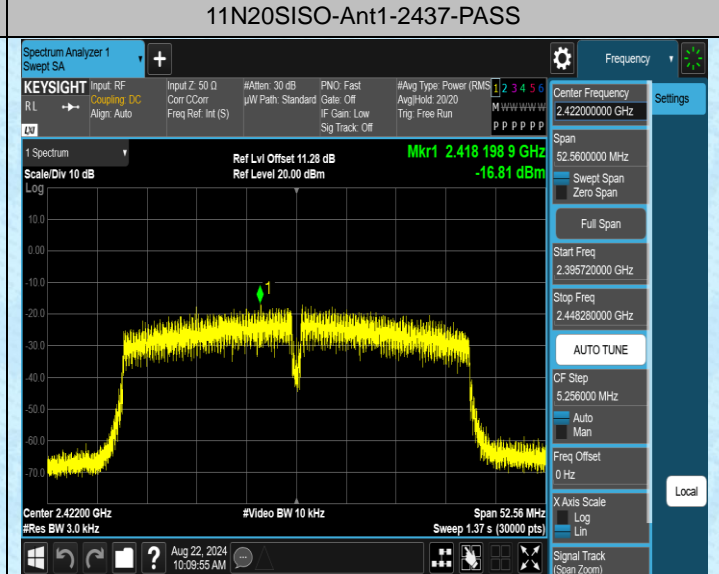 11N20SISO-Ant1-2437-PASS
Spectrum Analyzer 1
Swept SA
Frequency
KEYSIGHT
RL
LXI
Input: RF
Coupling: DC
Align: Auto
Input Z: 50 Ω
Corr CCorr
Freq Ref: Int (S)
#Atten: 30 dB
µW Path: Standard
PNO: Fast
Gate: Off
IF Gain: Low
Sig Track: Off
#Avg Type: Power (RMS
Avg|Hold: 20/20
Trig: Free Run
1 2 3 4 5 6
M W W W W W
P P P P P P
1 Spectrum
Scale/Div 10 dB
Log
Ref Lvl Offset 11.28 dB
Ref Level 20.00 dBm
Mkr1 2.418 198 9 GHz
-16.81 dBm
10.0
0.00
-10.0
-20.0
-30.0
-40.0
-50.0
-60.0
-70.0
1
Center 2.42200 GHz
#Res BW 3.0 kHz
#Video BW 10 kHz
Span 52.56 MHz
Sweep 1.37 s (30000 pts)
Aug 22, 2024
10:09:55 AM
?
Center Frequency
2.422000000 GHz
Span
52.5600000 MHz
Swept Span
Zero Span
Full Span
Start Freq
2.395720000 GHz
Stop Freq
2.448280000 GHz
AUTO TUNE
CF Step
5.256000 MHz
Auto
Man
Freq Offset
0 Hz
X Axis Scale
Log
Lin
Signal Track
(Span Zoom)
Settings
Local